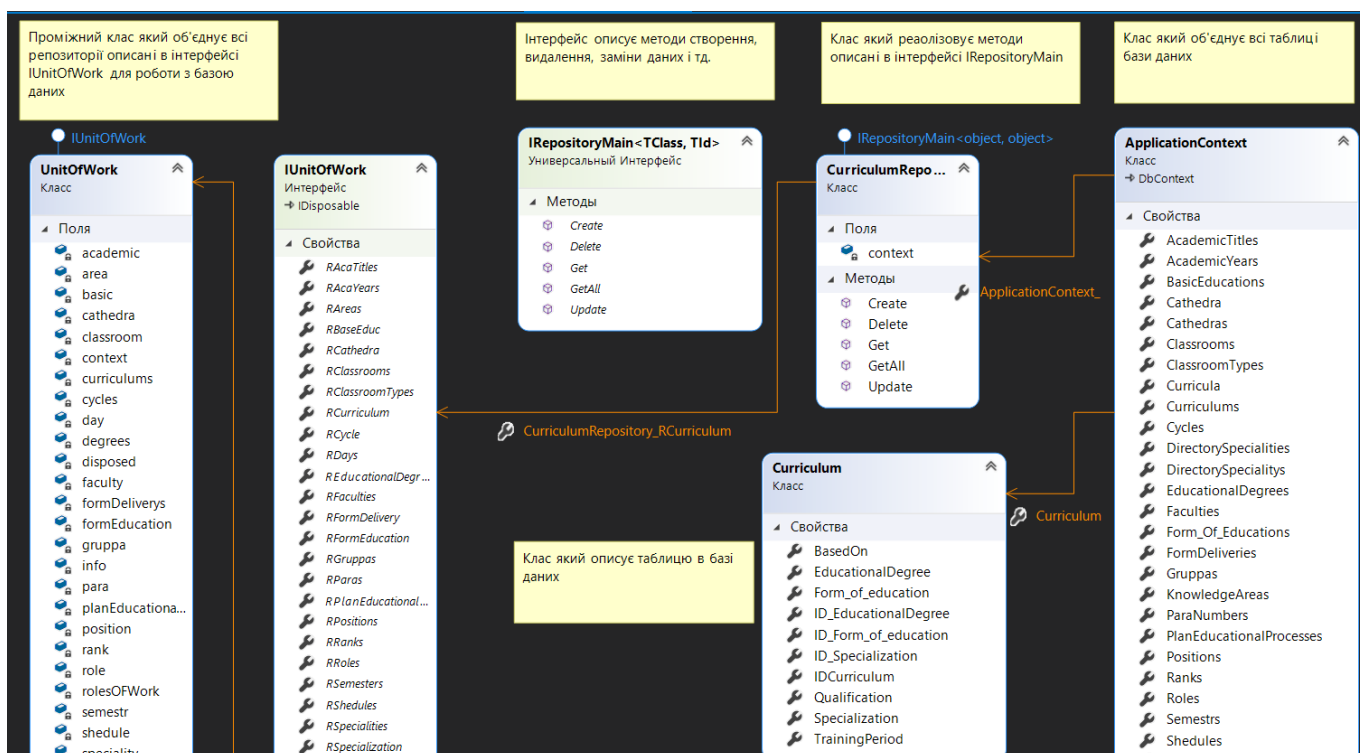 Проміжний клас який об'єднує всі
репозиторії описані в інтерфейсі
IUnitOfWork для роботи з базою
даних
Інтерфейс описує методи створення,
видалення, заміни даних і тд.
Клас який реаолізовує методи
описані в інтерфейсі IRepositoryMain
Клас який об'єднує всі таблиці
бази даних
IUnitOfWork
UnitOfWork
Класс
Поля
academic
area
basic
cathedra
classroom
context
curriculums
cycles
day
degrees
disposed
faculty
formDeliverys
formEducation
gruppa
info
para
planEducationa...
position
rank
role
rolesOFWork
semestr
shedule
speciality
IUnitOfWork
Интерфейс
IDisposable
Свойства
RAcaTitles
RAcaYears
RAreas
RBaseEduc
RCathedra
RClassrooms
RClassroomTypes
RCurriculum
RCycle
RDays
REducationalDegr...
RFaculties
RFormDelivery
RFormEducation
RGruppas
RParas
RPlanEducational...
RPositions
RRanks
RRoles
RSemesters
RShedules
RSpecialities
RSpecialization
IRepositoryMain<TClass, TId>
Универсальный Интерфейс
Методы
Create
Delete
Get
GetAll
Update
CurriculumRepository_RCurriculum
Клас який описує таблицю в базі
даних
IRepositoryMain<object, object>
CurriculumRepo...
Класс
Поля
context
Методы
Create
Delete
Get
GetAll
Update
ApplicationContext_
Curriculum
Класс
Свойства
BasedOn
EducationalDegree
Form_of_education
ID_EducationalDegree
ID_Form_of_education
ID_Specialization
IDCurriculum
Qualification
Specialization
TrainingPeriod
Curriculum
ApplicationContext
Класс
DbContext
Свойства
AcademicTitles
AcademicYears
BasicEducations
Cathedra
Cathedras
Classrooms
ClassroomTypes
Curricula
Curriculums
Cycles
DirectorySpecialities
DirectorySpecialitys
EducationalDegrees
Faculties
Form_Of_Educations
FormDeliveries
Gruppas
KnowledgeAreas
ParaNumbers
PlanEducationalProcesses
Positions
Ranks
Roles
Semestrs
Shedules